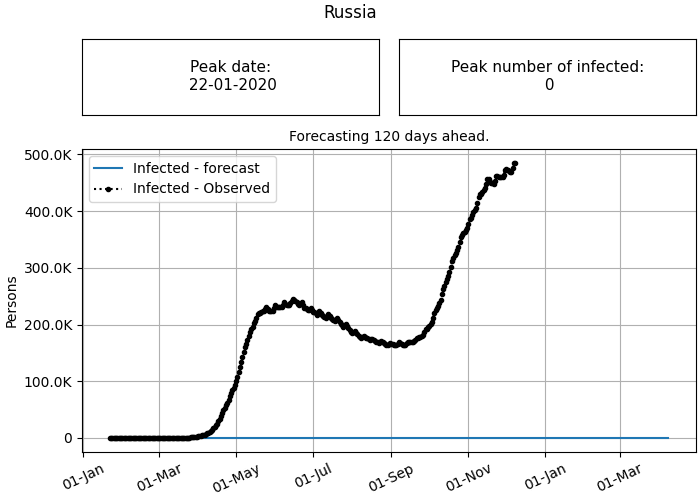 Russia
Peak date:
22-01-2020
Peak number of infected:
0
Forecasting 120 days ahead.
Infected - forecast
Infected - Observed
Persons
500.0K
400.0K
300.0K
200.0K
100.0K
0
01-Jan
01-Mar
01-May
01-Jul
01-Sep
01-Nov
01-Jan
01-Mar